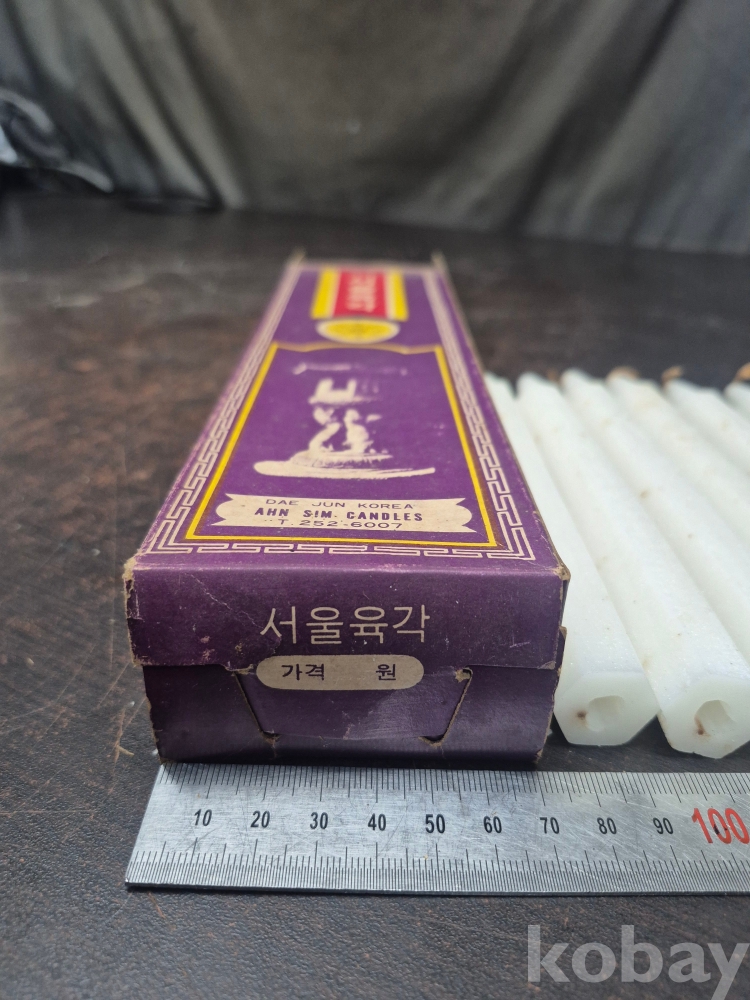 DAE JUN KOREA
AHN SIM. CANDLES
T 252-6007
서울육각
가격 원
10 20 30 40 50 60 70 80 90 100
kobay